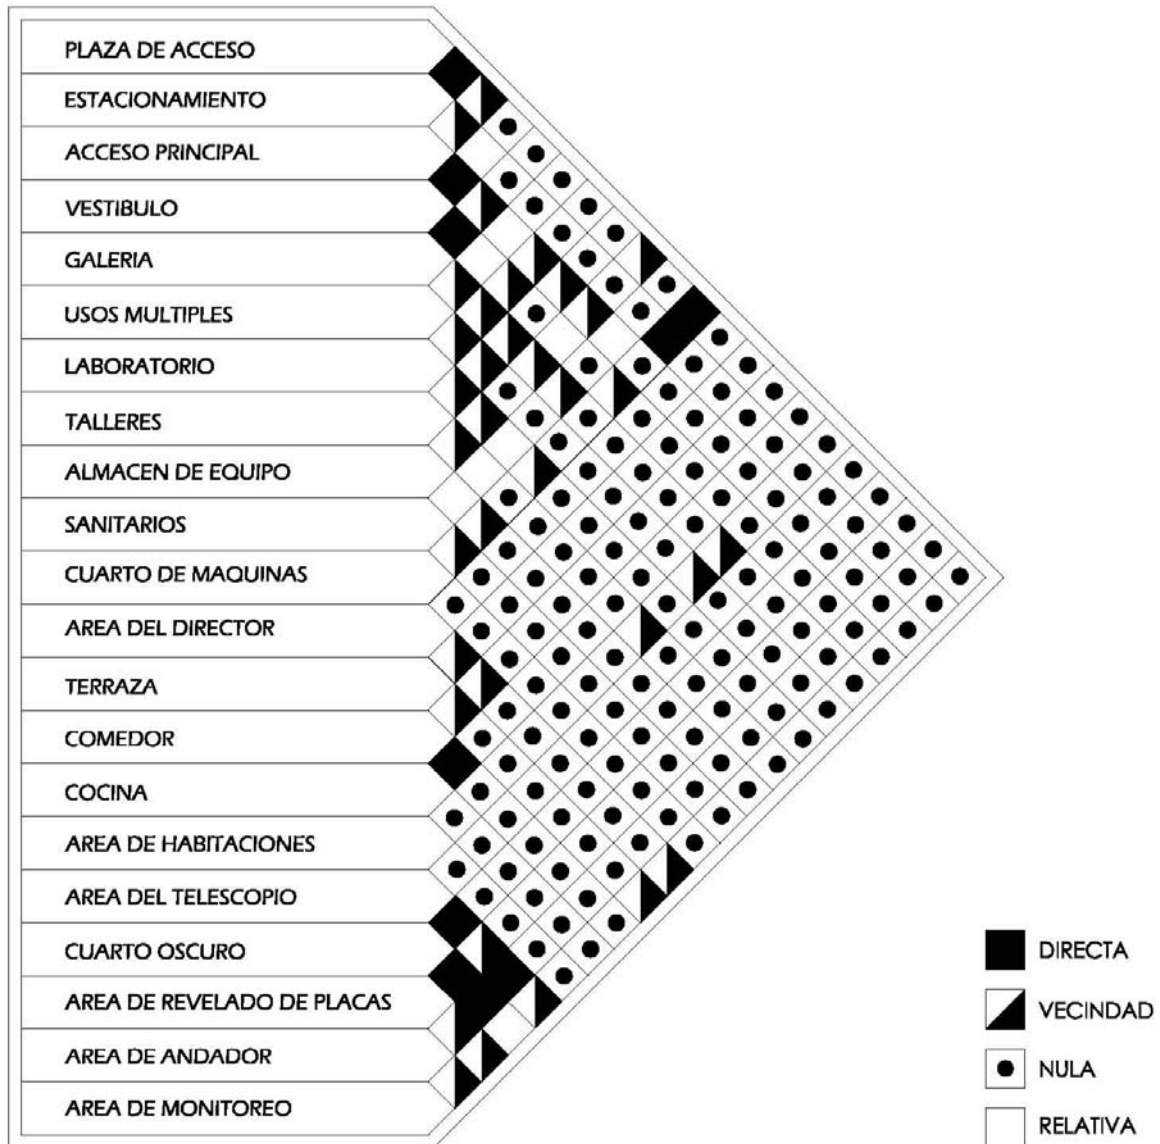 PLAZA DE ACCESO
ESTACIONAMIENTO
ACCESO PRINCIPAL
VESTIBULO
GALERIA
USOS MULTIPLES
LABORATORIO
TALLERES
ALMACEN DE EQUIPO
SANITARIOS
CUARTO DE MAQUINAS
AREA DEL DIRECTOR
TERRAZA
COMEDOR
COCINA
AREA DE HABITACIONES
AREA DEL TELESCOPIO
CUARTO OSCURO
AREA DE REVELADO DE PLACAS
AREA DE ANDADOR
AREA DE MONITOREO
DIRECTA
VECINDAD
NULA
RELATIVA